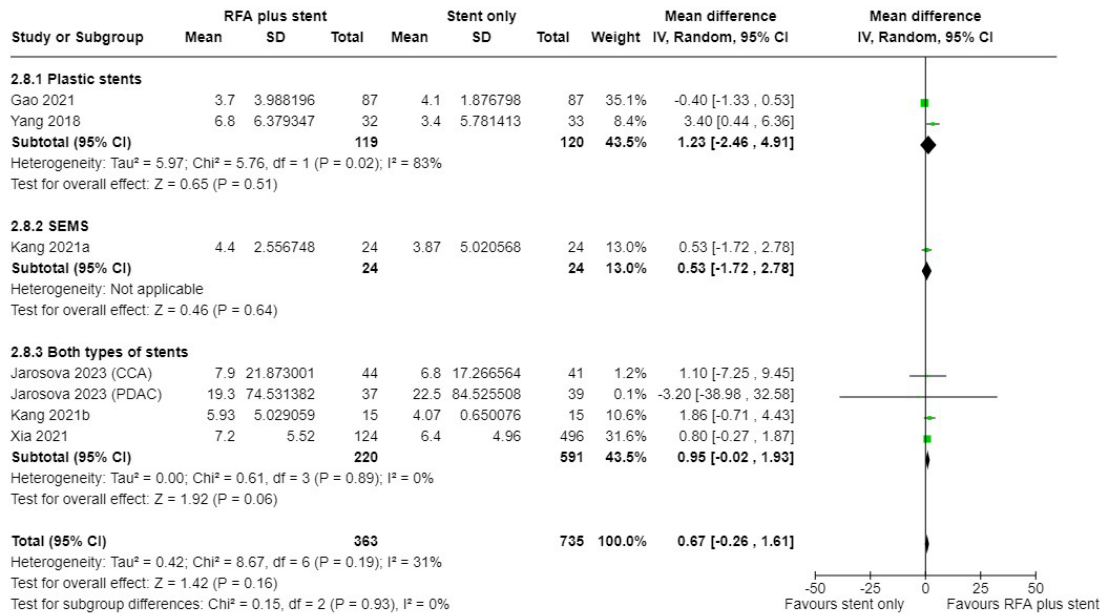 RFA plus stent Stent only Mean difference Mean difference
Study or Subgroup Mean SD Total Mean SD Total Weight IV, Random, 95% CI IV, Random, 95% CI
2.8.1 Plastic stents
Gao 2021 3.7 3.988196 87 4.1 1.876798 87 35.1% -0.40 [-1.33 , 0.53]
Yang 2018 6.8 6.379347 32 3.4 5.781413 33 8.4% 3.40 [0.44 , 6.36]
Subtotal (95% CI) 119 120 43.5% 1.23 [-2.46 , 4.91]
Heterogeneity: Tau² = 5.97; Chi² = 5.76, df = 1 (P = 0.02); I² = 83%
Test for overall effect: Z = 0.65 (P = 0.51)
2.8.2 SEMS
Kang 2021a 4.4 2.556748 24 3.87 5.020568 24 13.0% 0.53 [-1.72 , 2.78]
Subtotal (95% CI) 24 24 13.0% 0.53 [-1.72 , 2.78]
Heterogeneity: Not applicable
Test for overall effect: Z = 0.46 (P = 0.64)
2.8.3 Both types of stents
Jarosova 2023 (CCA) 7.9 21.873001 44 6.8 17.266564 41 1.2% 1.10 [-7.25 , 9.45]
Jarosova 2023 (PDAC) 19.3 74.531382 37 22.5 84.525508 39 0.1% -3.20 [-38.98 , 32.58]
Kang 2021b 5.93 5.029059 15 4.07 0.650076 15 10.6% 1.86 [-0.71 , 4.43]
Xia 2021 7.2 5.52 124 6.4 4.96 496 31.6% 0.80 [-0.27 , 1.87]
Subtotal (95% CI) 220 591 43.5% 0.95 [-0.02 , 1.93]
Heterogeneity: Tau² = 0.00; Chi² = 0.61, df = 3 (P = 0.89); I² = 0%
Test for overall effect: Z = 1.92 (P = 0.06)
Total (95% CI) 363 735 100.0% 0.67 [-0.26 , 1.61]
Heterogeneity: Tau² = 0.42; Chi² = 8.67, df = 6 (P = 0.19); I² = 31%
Test for overall effect: Z = 1.42 (P = 0.16)
Test for subgroup differences: Chi² = 0.15, df = 2 (P = 0.93), I² = 0%
-50 -25 0 25 50
Favours stent only Favours RFA plus stent